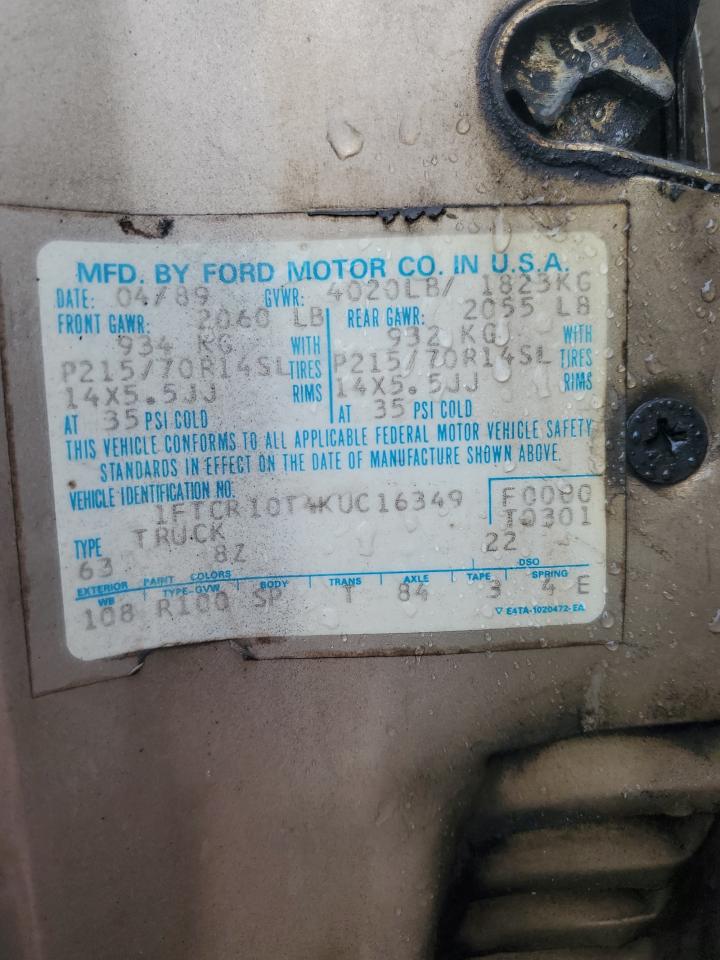 MFD. BY FORD MOTOR CO. IN U.S.A.
DATE: 04/89 GVWR: 4020LB/ 1823KG
FRONT GAWR: 2060 LB REAR GAWR: 2055 LB
934 KG WITH 932 KG WITH
P215/70R14SL TIRES P215/70R14SL TIRES
14X5.5JJ RIMS 14X5.5JJ RIMS
AT 35 PSI COLD AT 35 PSI COLD
THIS VEHICLE CONFORMS TO ALL APPLICABLE FEDERAL MOTOR VEHICLE SAFETY
STANDARDS IN EFFECT ON THE DATE OF MANUFACTURE SHOWN ABOVE.
VEHICLE IDENTIFICATION NO.
1FTCR10T4KUC16349 F0080
T0301
TYPE TRUCK
63 8Z 22
EXTERIOR PAINT COLORS DSO
WB TYPE-GVW BODY TRANS AXLE TAPE SPRING
108 R100 SP T 84 3 4 E
▽ E4TA-1020472-EA